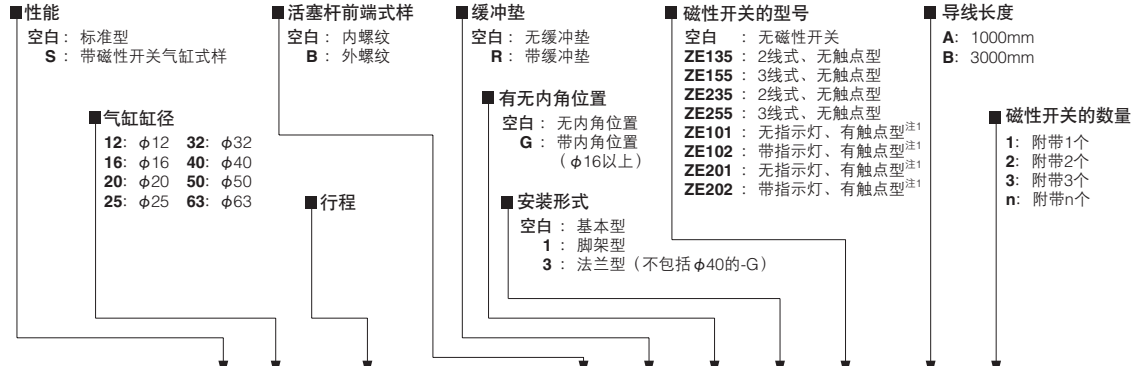 ■性能
空白：标准型
S：带磁性开关气缸式样
■活塞杆前端式样
空白：内螺纹
B：外螺纹
■缓冲垫
空白：无缓冲垫
R：带缓冲垫
■磁性开关的型号
空白：无磁性开关
ZE135：2线式、无触点型
ZE155：3线式、无触点型
ZE235：2线式、无触点型
ZE255：3线式、无触点型
ZE101：无指示灯、有触点型注1
ZE102：带指示灯、有触点型注1
ZE201：无指示灯、有触点型注1
ZE202：带指示灯、有触点型注1
■导线长度
A：1000mm
B：3000mm
■气缸缸径
12：φ12 32：φ32
16：φ16 40：φ40
20：φ20 50：φ50
25：φ25 63：φ63
■有无内角位置
空白：无内角位置
G：带内角位置
（φ16以上）
■磁性开关的数量
1：附带1个
2：附带2个
3：附带3个
n：附带n个
■行程
■安装形式
空白：基本型
1：脚架型
3：法兰型（不包括φ40的-G）